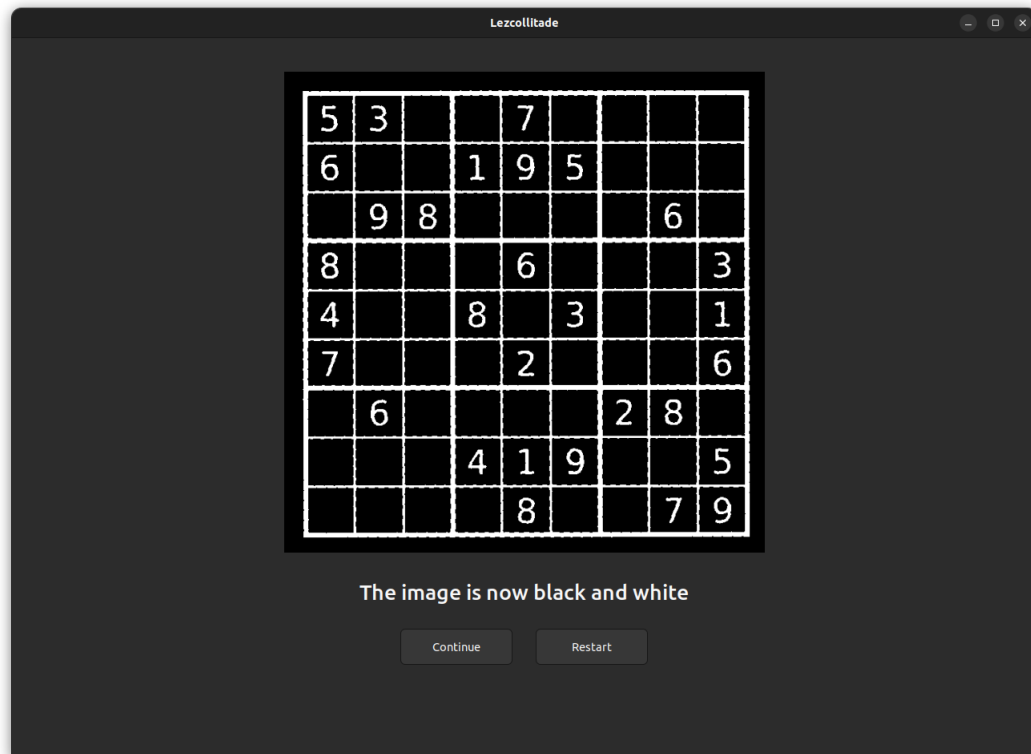 Lezcollitade
5 3 7
6 1 9 5
9 8 6
8 6 3
4 8 3 1
7 2 6
6 2 8
4 1 9 5
8 7 9
The image is now black and white
Continue Restart